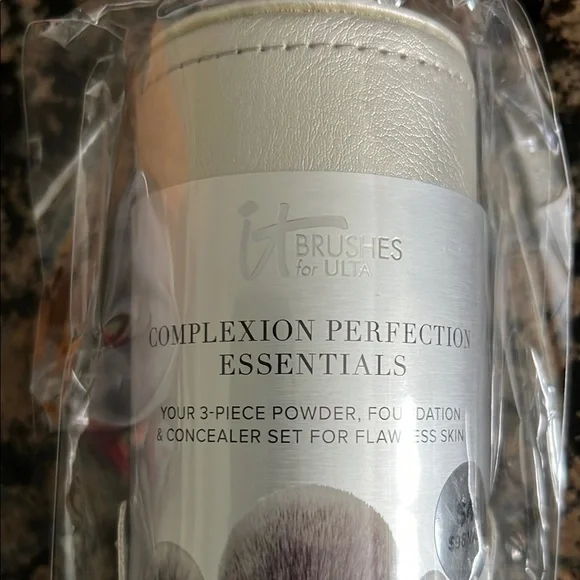 it
BRUSHES
for ULTA
COMPLEXION PERFECTION
ESSENTIALS
YOUR 3-PIECE POWDER, FOUNDATION
& CONCEALER SET FOR FLAWLESS SKIN